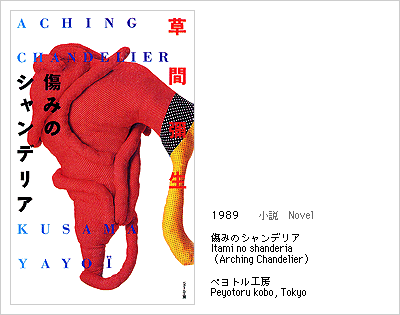 ACHING
CHANDELIER
草間彌生
傷みの
シャンデリア
KUSAMA
YAYOÏ
1989 小説 Novel
傷みのシャンデリア
Itami no shanderia
(Arching Chandelier)
ペヨトル工房
Peyotoru kobo, Tokyo